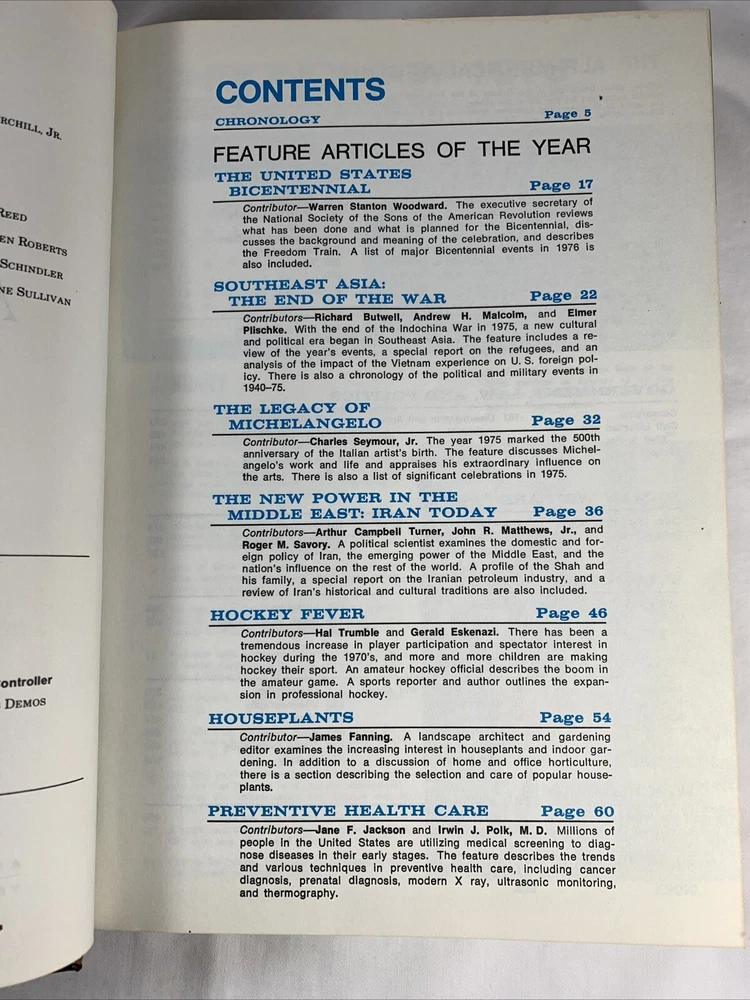 RCHILL, JR.
REED
EN ROBERTS
SCHINDLER
NE SULLIVAN
ontroller
DEMOS
CONTENTS
CHRONOLOGY Page 5
FEATURE ARTICLES OF THE YEAR
THE UNITED STATES
BICENTENNIAL Page 17
Contributor—Warren Stanton Woodward. The executive secretary of
the National Society of the Sons of the American Revolution reviews
what has been done and what is planned for the Bicentennial, dis-
cusses the background and meaning of the celebration, and describes
the Freedom Train. A list of major Bicentennial events in 1976 is
also included.
SOUTHEAST ASIA:
THE END OF THE WAR Page 22
Contributors—Richard Butwell, Andrew H. Malcolm, and Elmer
Plischke. With the end of the Indochina War in 1975, a new cultural
and political era began in Southeast Asia. The feature includes a re-
view of the year's events, a special report on the refugees, and an
analysis of the impact of the Vietnam experience on U. S. foreign pol-
icy. There is also a chronology of the political and military events in
1940–75.
THE LEGACY OF
MICHELANGELO Page 32
Contributor—Charles Seymour, Jr. The year 1975 marked the 500th
anniversary of the Italian artist's birth. The feature discusses Michel-
angelo's work and life and appraises his extraordinary influence on
the arts. There is also a list of significant celebrations in 1975.
THE NEW POWER IN THE
MIDDLE EAST: IRAN TODAY Page 36
Contributors—Arthur Campbell Turner, John R. Matthews, Jr., and
Roger M. Savory. A political scientist examines the domestic and for-
eign policy of Iran, the emerging power of the Middle East, and the
nation's influence on the rest of the world. A profile of the Shah and
his family, a special report on the Iranian petroleum industry, and a
review of Iran's historical and cultural traditions are also included.
HOCKEY FEVER Page 46
Contributors—Hal Trumble and Gerald Eskenazi. There has been a
tremendous increase in player participation and spectator interest in
hockey during the 1970's, and more and more children are making
hockey their sport. An amateur hockey official describes the boom in
the amateur game. A sports reporter and author outlines the expan-
sion in professional hockey.
HOUSEPLANTS Page 54
Contributor—James Fanning. A landscape architect and gardening
editor examines the increasing interest in houseplants and indoor gar-
dening. In addition to a discussion of home and office horticulture,
there is a section describing the selection and care of popular house-
plants.
PREVENTIVE HEALTH CARE Page 60
Contributors—Jane F. Jackson and Irwin J. Polk, M. D. Millions of
people in the United States are utilizing medical screening to diag-
nose diseases in their early stages. The feature describes the trends
and various techniques in preventive health care, including cancer
diagnosis, prenatal diagnosis, modern X ray, ultrasonic monitoring,
and thermography.